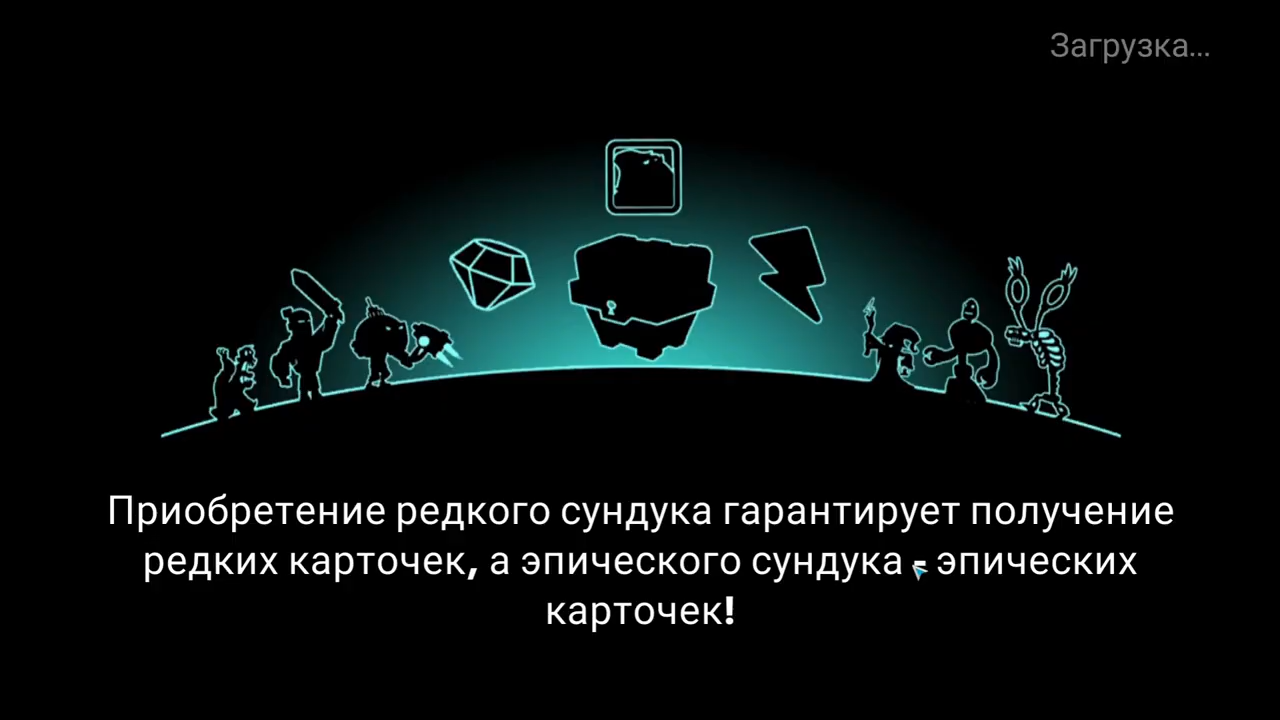 Загрузка...
Приобретение редкого сундука гарантирует получение
редких карточек, а эпического сундука - эпических
карточек!